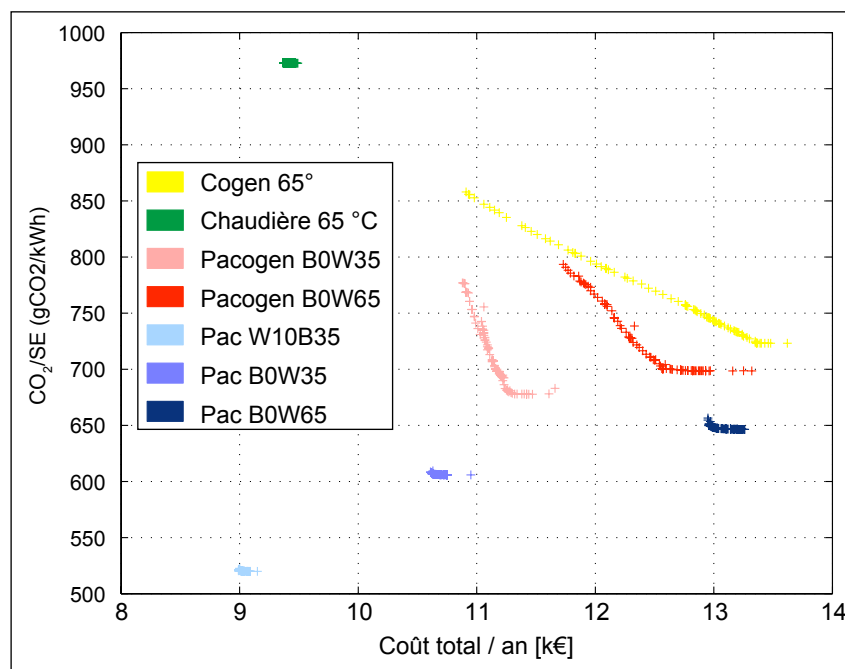 1000
950
900
850
800
750
700
650
600
550
500
CO2/SE (gCO2/kWh)
Cogen 65°
Chaudière 65 °C
Pacogen B0W35
Pacogen B0W65
Pac W10B35
Pac B0W35
Pac B0W65
8 9 10 11 12 13 14
Coût total / an [k€]